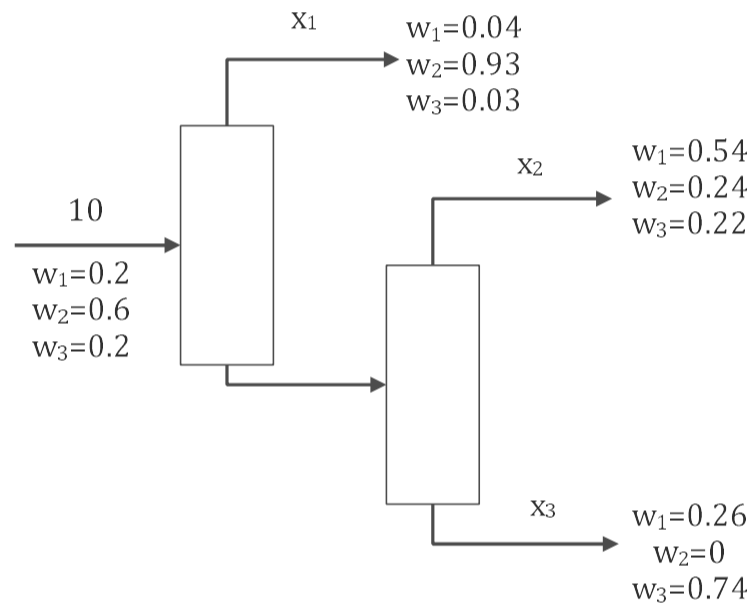 x₁
w₁=0.04
w₂=0.93
w₃=0.03
x₂
w₁=0.54
w₂=0.24
w₃=0.22
10
w₁=0.2
w₂=0.6
w₃=0.2
x₃
w₁=0.26
w₂=0
w₃=0.74